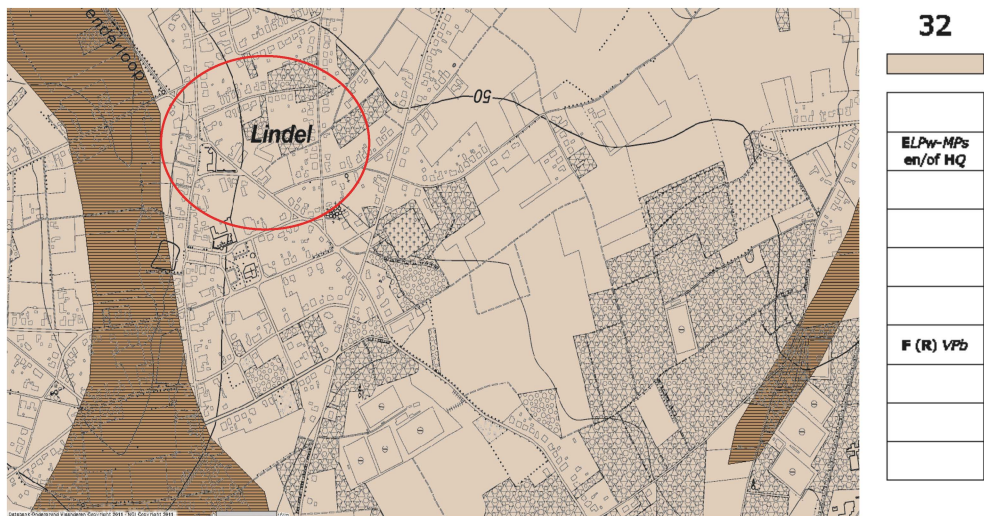 enderloop
Lindel
50
32
ELPw-MPs
en/of HQ
F (R) VPb